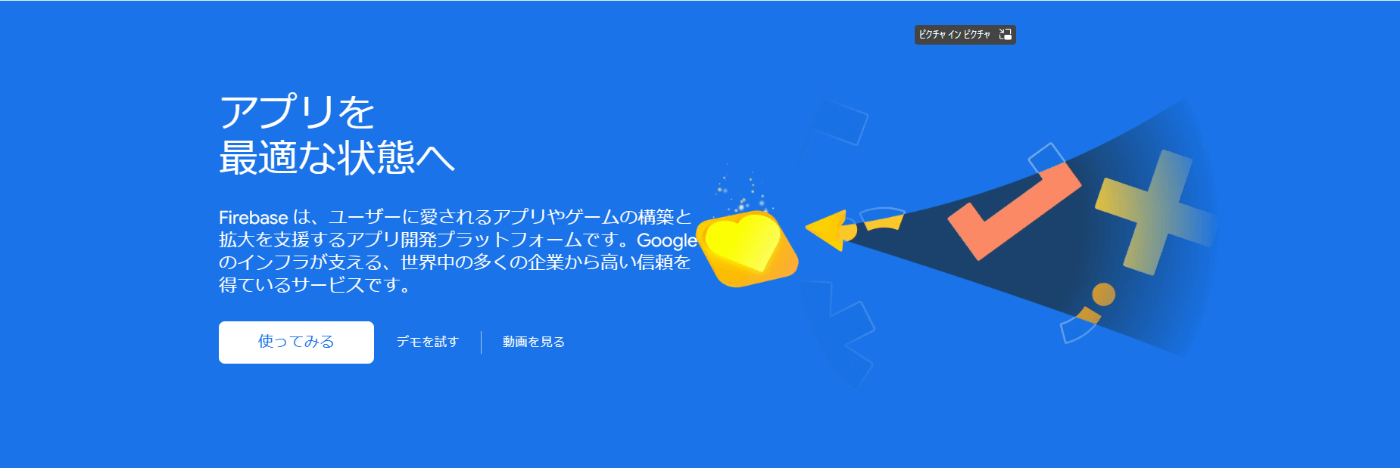 ピクチャ イン ピクチャ
アプリを
最適な状態へ
Firebase は、ユーザーに愛されるアプリやゲームの構築と
拡大を支援するアプリ開発プラットフォームです。Google
のインフラが支える、世界中の多くの企業から高い信頼を
得ているサービスです。
使ってみる
デモを試す
動画を見る